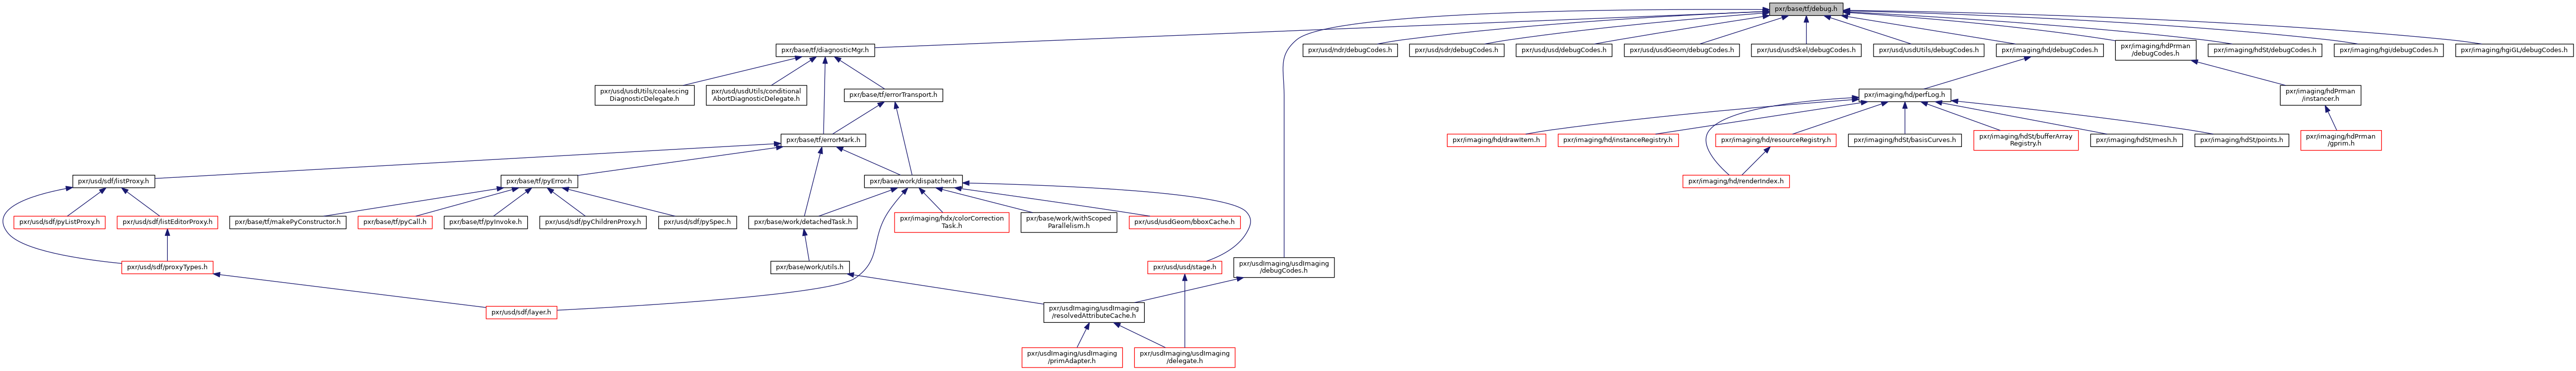 pxr/base/tf/debug.h
pxr/base/tf/diagnosticMgr.h
pxr/usd/ndr/debugCodes.h
pxr/usd/sdr/debugCodes.h
pxr/usd/usd/debugCodes.h
pxr/usd/usdGeom/debugCodes.h
pxr/usd/usdSkel/debugCodes.h
pxr/usd/usdUtils/debugCodes.h
pxr/imaging/hd/debugCodes.h
pxr/imaging/hdPrman
/debugCodes.h
pxr/imaging/hdSt/debugCodes.h
pxr/imaging/hgi/debugCodes.h
pxr/imaging/hgiGL/debugCodes.h
pxr/usd/usdUtils/coalescing
DiagnosticDelegate.h
pxr/usd/usdUtils/conditional
AbortDiagnosticDelegate.h
pxr/base/tf/errorTransport.h
pxr/imaging/hd/perfLog.h
pxr/imaging/hdPrman
/instancer.h
pxr/base/tf/errorMark.h
pxr/imaging/hd/drawItem.h
pxr/imaging/hd/instanceRegistry.h
pxr/imaging/hd/resourceRegistry.h
pxr/imaging/hdSt/basisCurves.h
pxr/imaging/hdSt/bufferArray
Registry.h
pxr/imaging/hdSt/mesh.h
pxr/imaging/hdSt/points.h
pxr/imaging/hdPrman
/gprim.h
pxr/usd/sdf/listProxy.h
pxr/base/tf/pyError.h
pxr/base/work/dispatcher.h
pxr/imaging/hd/renderIndex.h
pxr/usd/sdf/pyListProxy.h
pxr/usd/sdf/listEditorProxy.h
pxr/base/tf/makePyConstructor.h
pxr/base/tf/pyCall.h
pxr/base/tf/pyInvoke.h
pxr/usd/sdf/pyChildrenProxy.h
pxr/usd/sdf/pySpec.h
pxr/base/work/detachedTask.h
pxr/imaging/hdx/colorCorrection
Task.h
pxr/base/work/withScoped
Parallelism.h
pxr/usd/usdGeom/bboxCache.h
pxr/usd/sdf/proxyTypes.h
pxr/base/work/utils.h
pxr/usd/usd/stage.h
pxr/usdImaging/usdImaging
/debugCodes.h
pxr/usd/sdf/layer.h
pxr/usdImaging/usdImaging
/resolvedAttributeCache.h
pxr/usdImaging/usdImaging
/primAdapter.h
pxr/usdImaging/usdImaging
/delegate.h